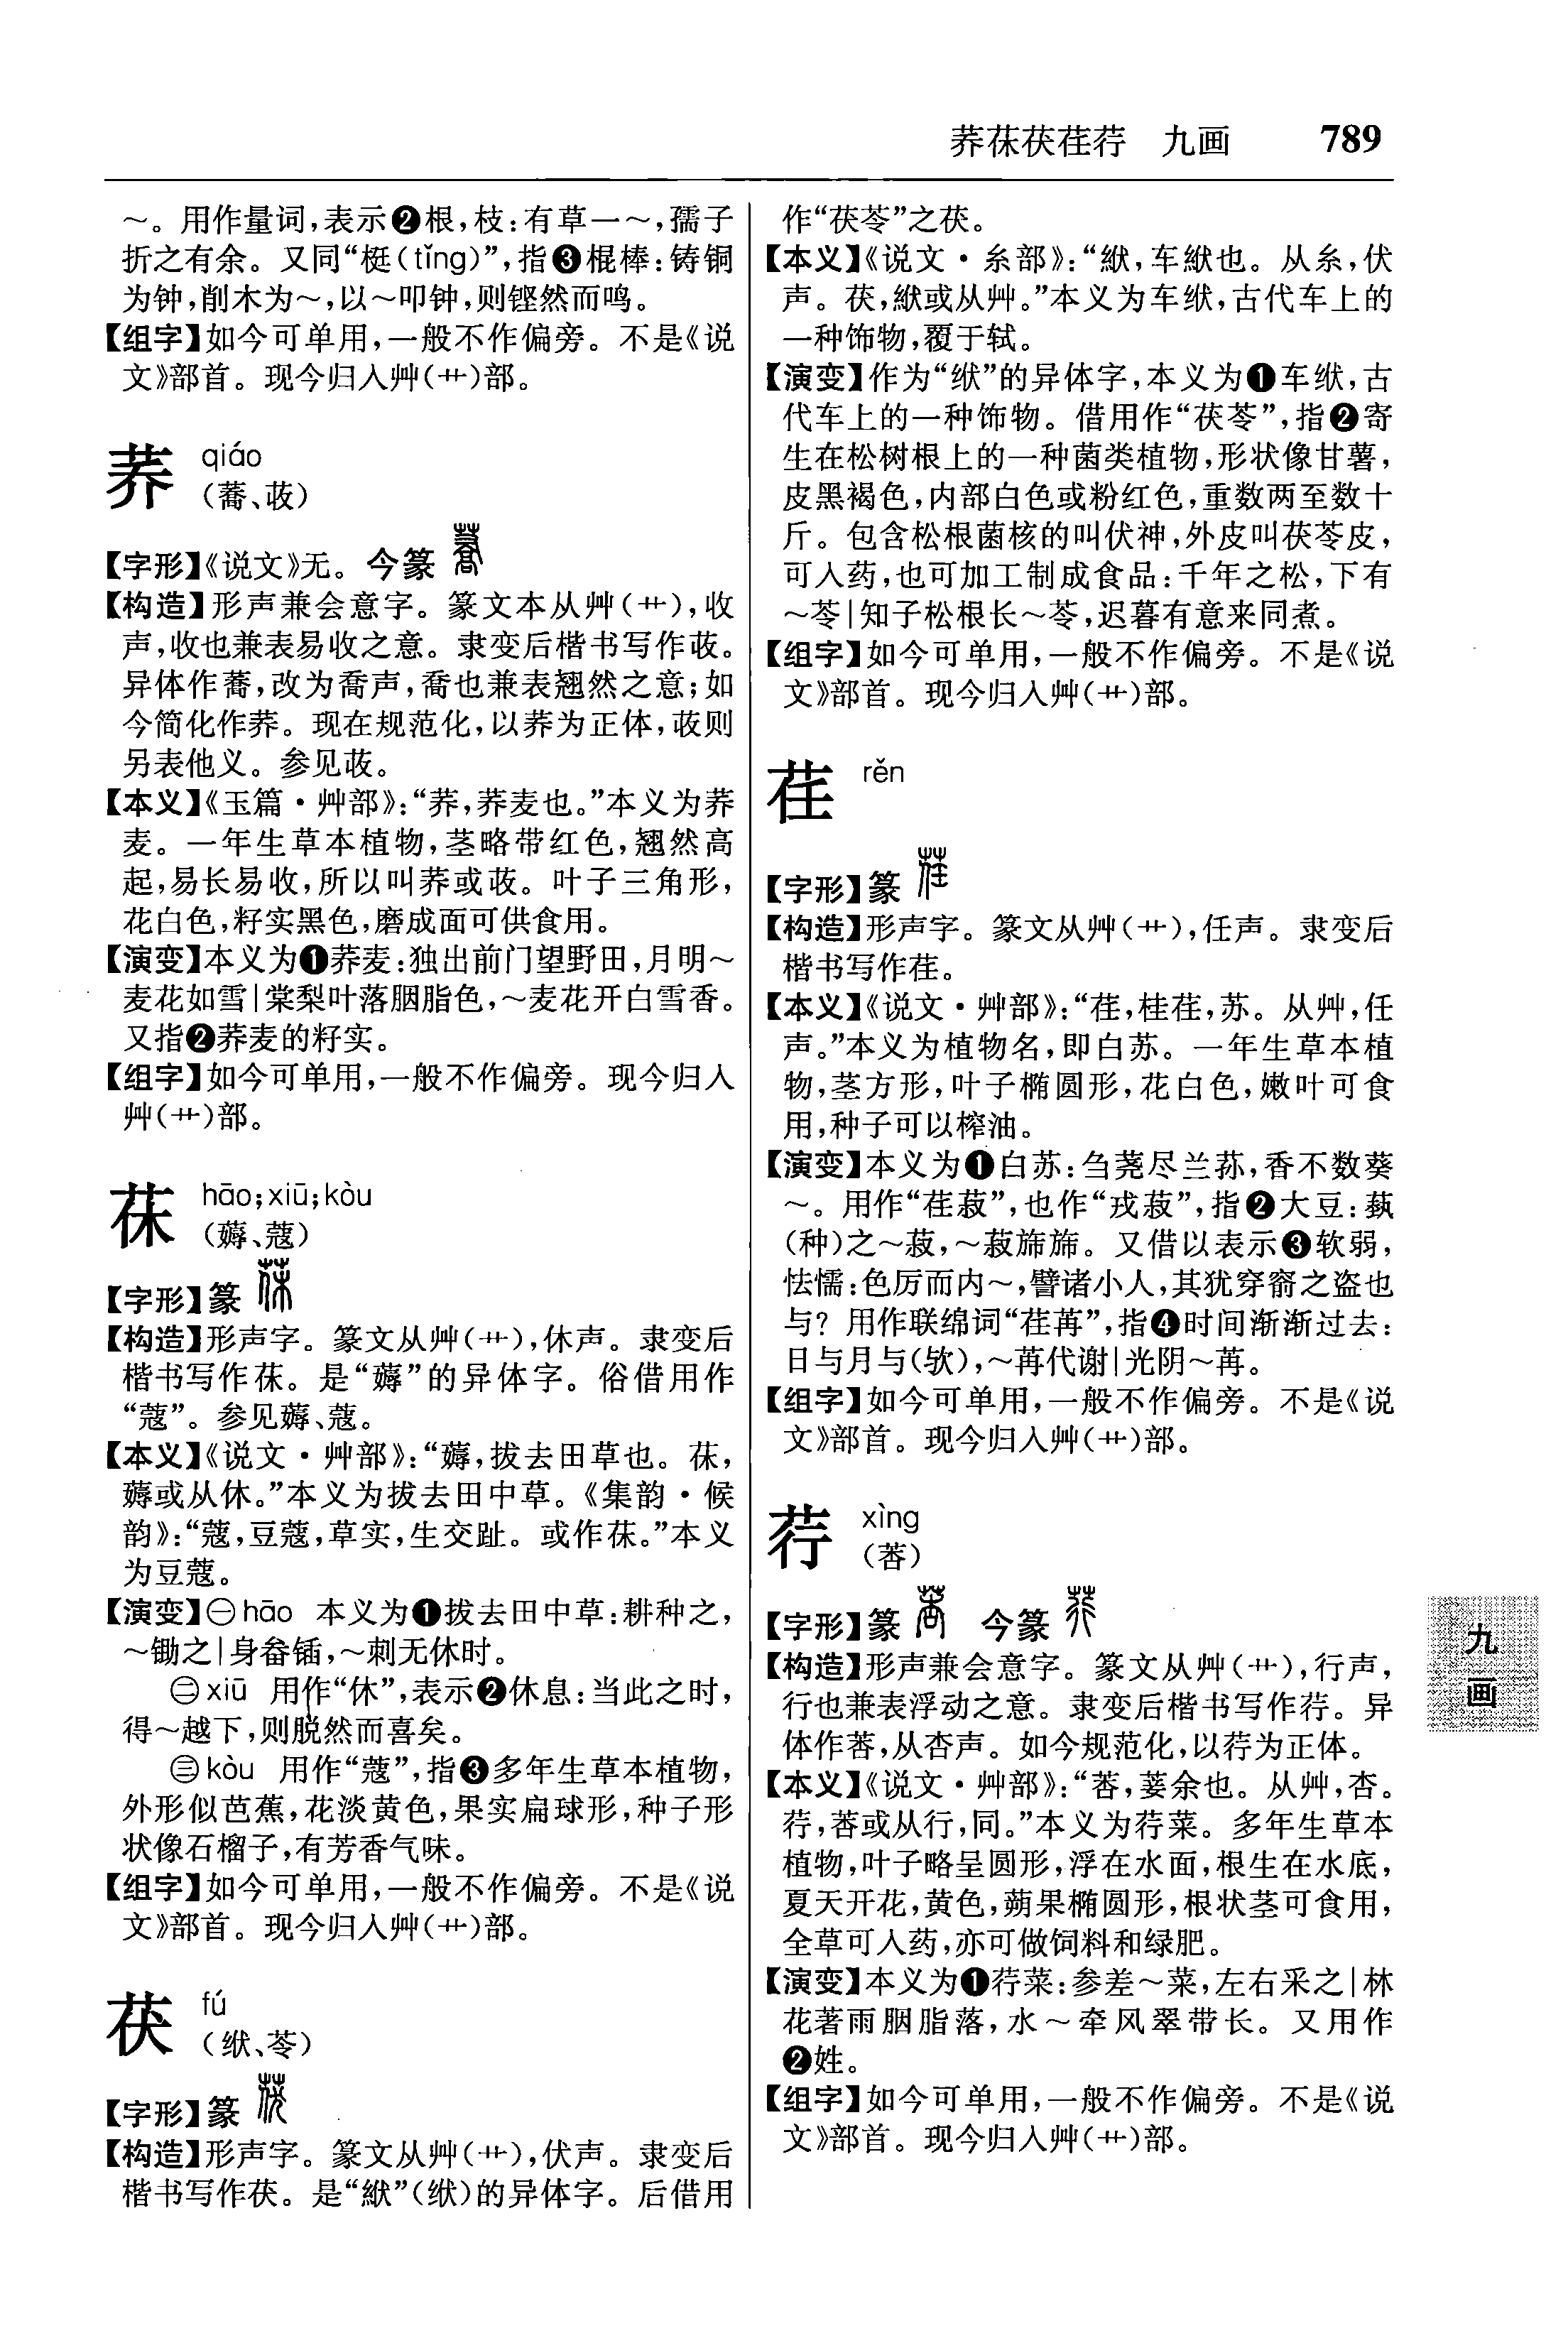 荞茠茯荏荇 九画 789
～。用作量词,表示❷根,枝:有草一～,孺子
折之有余。又同“梃(tǐng)”,指❸棍棒:铸铜
为钟,削木为～,以～叩钟,则铿然而鸣。
【组字】如今可单用,一般不作偏旁。不是《说
文》部首。现今归入艸(艹)部。
荞 qiáo
(蕎、荍)
【字形】《说文》无。今篆
【构造】形声兼会意字。篆文本从艸(艹),收
声,收也兼表易收之意。隶变后楷书写作荍。
异体作蕎,改为喬声,喬也兼表翘然之意;如
今简化作荞。现在规范化,以荞为正体,荍则
另表他义。参见荍。
【本义】《玉篇·艸部》:“荞,荞麦也。”本义为荞
麦。一年生草本植物,茎略带红色,翘然高
起,易长易收,所以叫荞或荍。叶子三角形,
花白色,籽实黑色,磨成面可供食用。
【演变】本义为❶荞麦:独出前门望野田,月明～
麦花如雪|棠梨叶落胭脂色,～麦花开白雪香。
又指❷荞麦的籽实。
【组字】如今可单用,一般不作偏旁。现今归入
艸(艹)部。
茠 hāo;xiū;kòu
(薅、蔻)
【字形】篆
【构造】形声字。篆文从艸(艹),休声。隶变后
楷书写作茠。是“薅”的异体字。俗借用作
“蔻”。参见薅、蔻。
【本义】《说文·艸部》:“薅,拔去田草也。茠,
薅或从休。”本义为拔去田中草。《集韵·候
韵》:“蔻,豆蔻,草实,生交趾。或作茠。”本义
为豆蔻。
【演变】㊀hāo 本义为❶拔去田中草:耕种之,
～锄之|身畚锸,～刺无休时。
㊁xiū 用作“休”,表示❷休息:当此之时,
得～越下,则脱然而喜矣。
㊂kòu 用作“蔻”,指❸多年生草本植物,
外形似芭蕉,花淡黄色,果实扁球形,种子形
状像石榴子,有芳香气味。
【组字】如今可单用,一般不作偏旁。不是《说
文》部首。现今归入艸(艹)部。
茯 fú
(绒、苓)
【字形】篆
【构造】形声字。篆文从艸(艹),伏声。隶变后
楷书写作茯。是“紱”(绂)的异体字。后借用
作“茯苓”之茯。
【本义】《说文·糸部》:“紱,车紱也。从糸,伏
声。茯,紱或从艸。”本义为车绂,古代车上的
一种饰物,覆于轼。
【演变】作为“绂”的异体字,本义为❶车绂,古
代车上的一种饰物。借用作“茯苓”,指❷寄
生在松树根上的一种菌类植物,形状像甘薯,
皮黑褐色,内部白色或粉红色,重数两至数十
斤。包含松根菌核的叫伏神,外皮叫茯苓皮,
可入药,也可加工制成食品:千年之松,下有
～苓|知子松根长～苓,迟暮有意来同煮。
【组字】如今可单用,一般不作偏旁。不是《说
文》部首。现今归入艸(艹)部。
荏 rěn
【字形】篆
【构造】形声字。篆文从艸(艹),任声。隶变后
楷书写作荏。
【本义】《说文·艸部》:“荏,桂荏,苏。从艸,任
声。”本义为植物名,即白苏。一年生草本植
物,茎方形,叶子椭圆形,花白色,嫩叶可食
用,种子可以榨油。
【演变】本义为❶白苏:刍荛尽兰荪,香不数葵
～。用作“荏菽”,也作“戎菽”,指❷大豆:蓺
(种)之～菽,～菽旆旆。又借以表示❸软弱,
怯懦:色厉而内～,譬诸小人,其犹穿窬之盗也
与?用作联绵词“荏苒”,指❹时间渐渐过去:
日与月与(欤),～苒代谢|光阴～苒。
【组字】如今可单用,一般不作偏旁。不是《说
文》部首。现今归入艸(艹)部。
荇 xìng
(莕)
【字形】篆 今篆
【构造】形声兼会意字。篆文从艸(艹),行声,
行也兼表浮动之意。隶变后楷书写作荇。异
体作莕,从杏声。如今规范化,以荇为正体。
【本义】《说文·艸部》:“莕,菨余也。从艸,杏。
荇,莕或从行,同。”本义为荇菜。多年生草本
植物,叶子略呈圆形,浮在水面,根生在水底,
夏天开花,黄色,蒴果椭圆形,根状茎可食用,
全草可入药,亦可做饲料和绿肥。
【演变】本义为❶荇菜:参差～菜,左右采之|林
花著雨胭脂落,水～牵风翠带长。又用作
❷姓。
【组字】如今可单用,一般不作偏旁。不是《说
文》部首。现今归入艸(艹)部。
九
画